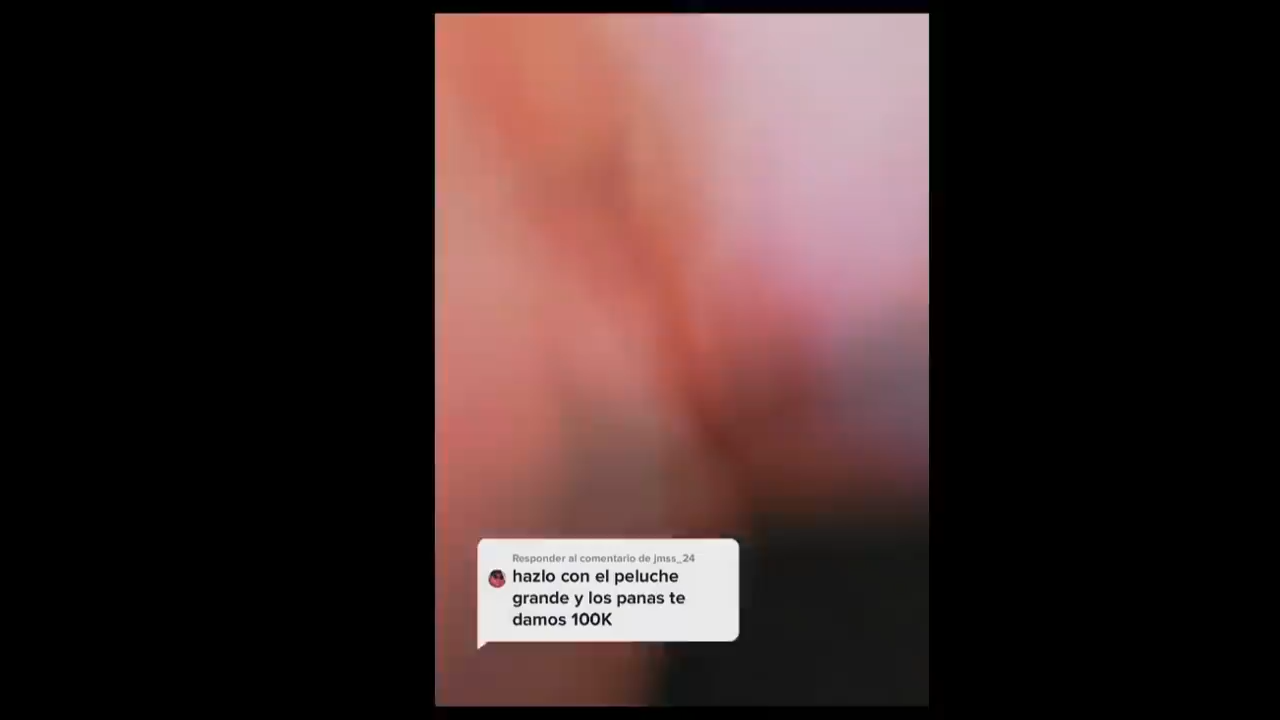 Responder al comentario de jmss_24
hazlo con el peluche
grande y los panas te
damos 100K